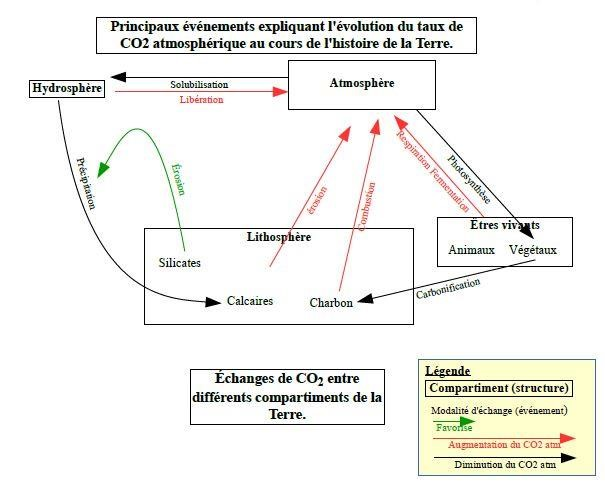 Principaux événements expliquant l'évolution du taux de
CO2 atmosphérique au cours de l'histoire de la Terre.
Hydrosphère
Solubilisation
Libération
Atmosphère
Précipitation
Érosion
érosion
Combustion
Respiration Fermentation
Photosynthèse
Êtres vivants
Animaux Végétaux
Lithosphère
Silicates
Calcaires
Charbon
Carbonification
Échanges de CO2 entre
différents compartiments de la
Terre.
Légende
Compartiment (structure)
Modalité d'échange (événement)
Favorise
Augmentation du CO2 atm
Diminution du CO2 atm